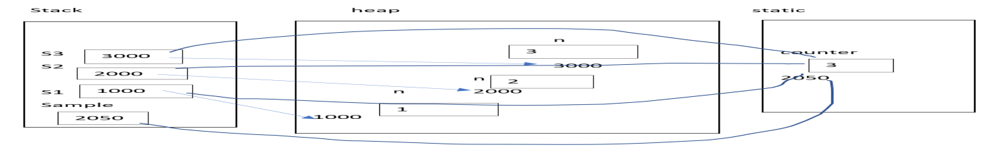 Stack heap static
n
S3 3000 3 counter
S2 3000 3
2000 n 2 2050
S1 1000 n 2000
Sample 1
2050 1000